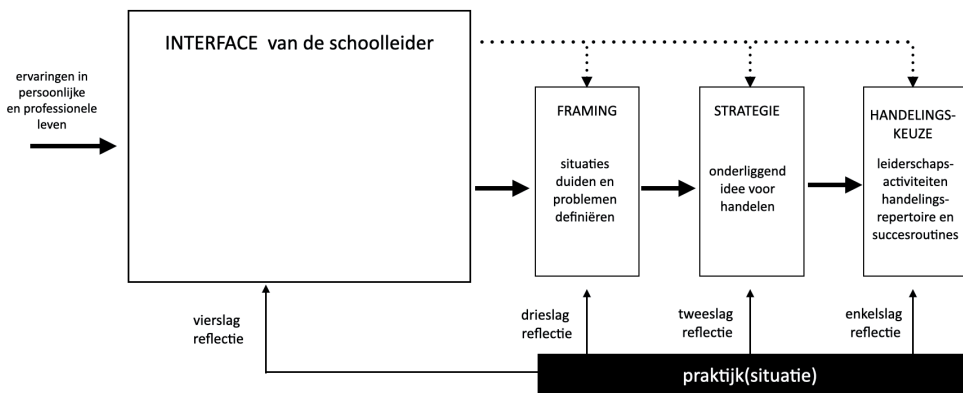 INTERFACE van de schoolleider
ervaringen in
persoonlijke
en professionele
leven
FRAMING
situaties
duiden en
problemen
definiëren
STRATEGIE
onderliggend
idee voor
handelen
HANDELINGS-
KEUZE
leiderschaps-
activiteiten
handelings-
repertoire en
succesroutines
vierslag
reflectie
drieslag
reflectie
tweeslag
reflectie
enkelslag
reflectie
praktijk(situatie)